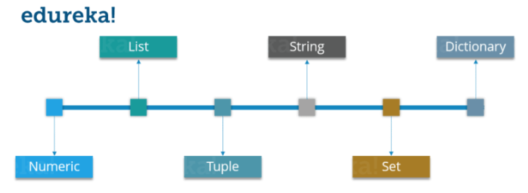 edureka!
List
String
Dictionary
Numeric
Tuple
Set